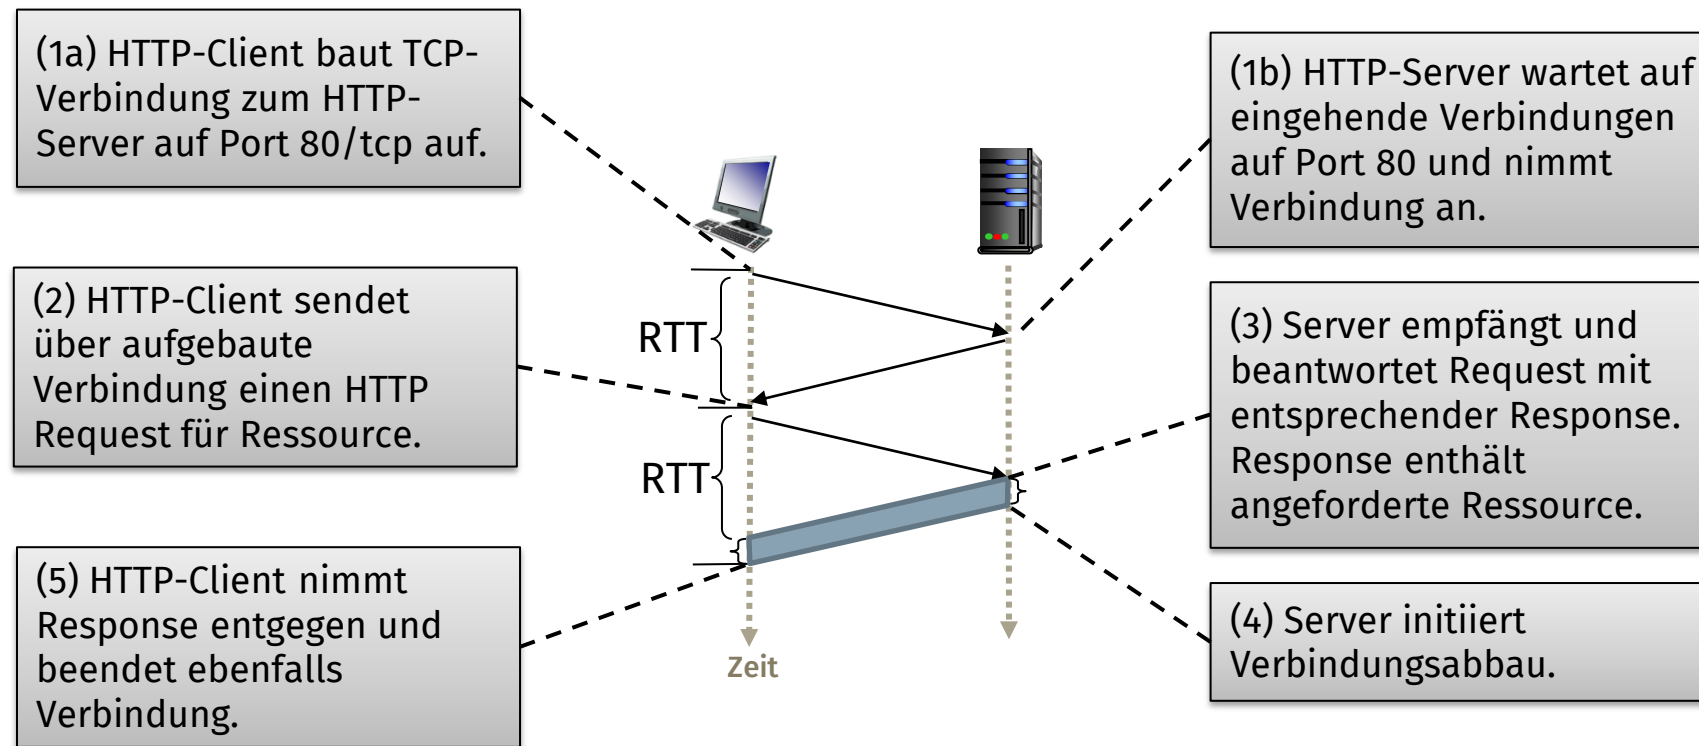 (1a) HTTP-Client baut TCP-
Verbindung zum HTTP-
Server auf Port 80/tcp auf.
(1b) HTTP-Server wartet auf
eingehende Verbindungen
auf Port 80 und nimmt
Verbindung an.
(2) HTTP-Client sendet
über aufgebaute
Verbindung einen HTTP
Request für Ressource.
RTT
RTT
(3) Server empfängt und
beantwortet Request mit
entsprechender Response.
Response enthält
angeforderte Ressource.
(4) Server initiiert
Verbindungsabbau.
(5) HTTP-Client nimmt
Response entgegen und
beendet ebenfalls
Verbindung.
Zeit